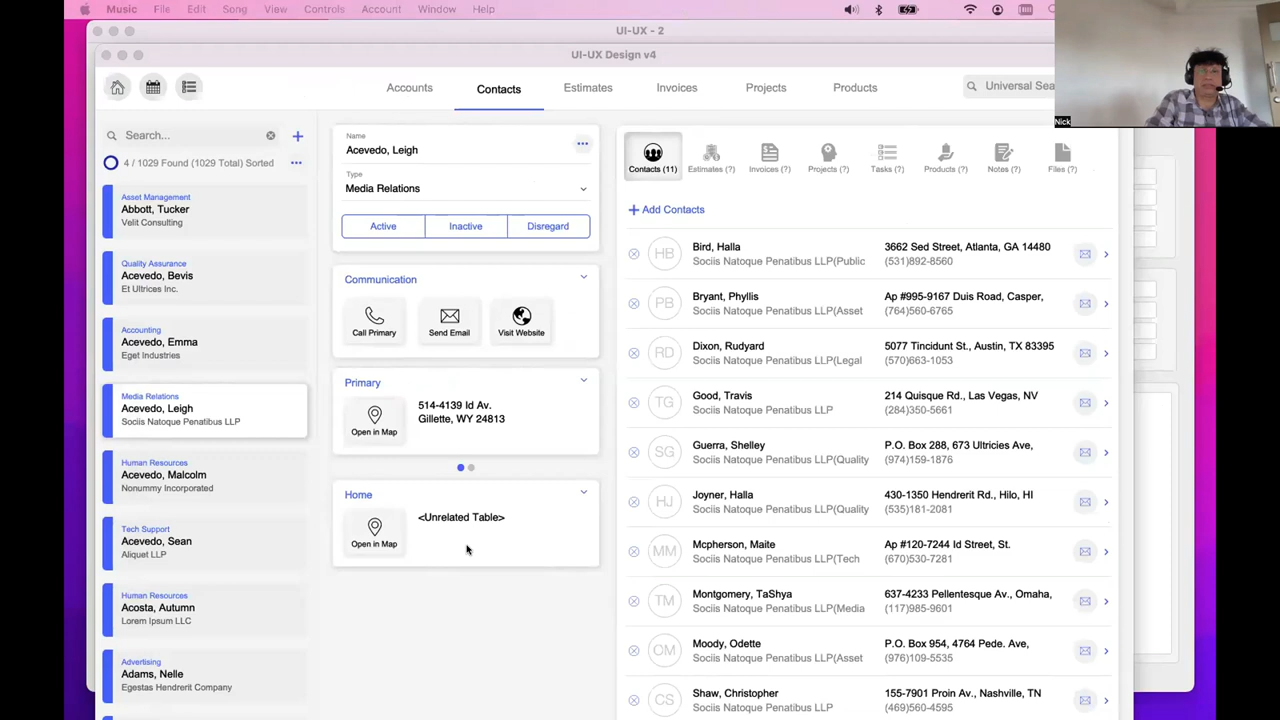 Music File Edit Song View Controls Account Window Help
UI-UX - 2
UI-UX Design v4
Accounts Contacts Estimates Invoices Projects Products
Universal Sea
Nick
Search...
4 / 1029 Found (1029 Total) Sorted
Asset Management
Abbott, Tucker
Velit Consulting
Quality Assurance
Acevedo, Bevis
Et Ultrices Inc.
Accounting
Acevedo, Emma
Eget Industries
Media Relations
Acevedo, Leigh
Sociis Natoque Penatibus LLP
Human Resources
Acevedo, Malcolm
Nonummy Incorporated
Tech Support
Acevedo, Sean
Aliquet LLP
Human Resources
Acosta, Autumn
Lorem Ipsum LLC
Advertising
Adams, Nelle
Egestas Hendrerit Company
Name
Acevedo, Leigh
Type
Media Relations
Active Inactive Disregard
Communication
Call Primary Send Email Visit Website
Primary
514-4139 Id Av.
Gillette, WY 24813
Open in Map
Home
<Unrelated Table>
Open in Map
Contacts (11) Estimates (?) Invoices (?) Projects (?) Tasks (?) Products (?) Notes (?) Files (?)
+ Add Contacts
HB
Bird, Halla 3662 Sed Street, Atlanta, GA 14480
Sociis Natoque Penatibus LLP(Public (531)892-8560
PB
Bryant, Phyllis Ap #995-9167 Duis Road, Casper,
Sociis Natoque Penatibus LLP(Asset (764)560-6765
RD
Dixon, Rudyard 5077 Tincidunt St., Austin, TX 83395
Sociis Natoque Penatibus LLP(Legal (570)663-1053
TG
Good, Travis 214 Quisque Rd., Las Vegas, NV
Sociis Natoque Penatibus LLP (284)350-5661
SG
Guerra, Shelley P.O. Box 288, 673 Ultricies Ave,
Sociis Natoque Penatibus LLP(Quality (974)159-1876
HJ
Joyner, Halla 430-1350 Hendrerit Rd., Hilo, HI
Sociis Natoque Penatibus LLP(Quality (535)181-2081
MM
Mcpherson, Maite Ap #120-7244 Id Street, St.
Sociis Natoque Penatibus LLP(Tech (670)530-7281
TM
Montgomery, TaShya 637-4233 Pellentesque Av., Omaha,
Sociis Natoque Penatibus LLP(Media (117)985-9601
OM
Moody, Odette P.O. Box 954, 4764 Pede. Ave,
Sociis Natoque Penatibus LLP(Asset (976)109-5535
CS
Shaw, Christopher 155-7901 Proin Av., Nashville, TN
Sociis Natoque Penatibus LLP(Quality (469)560-4595